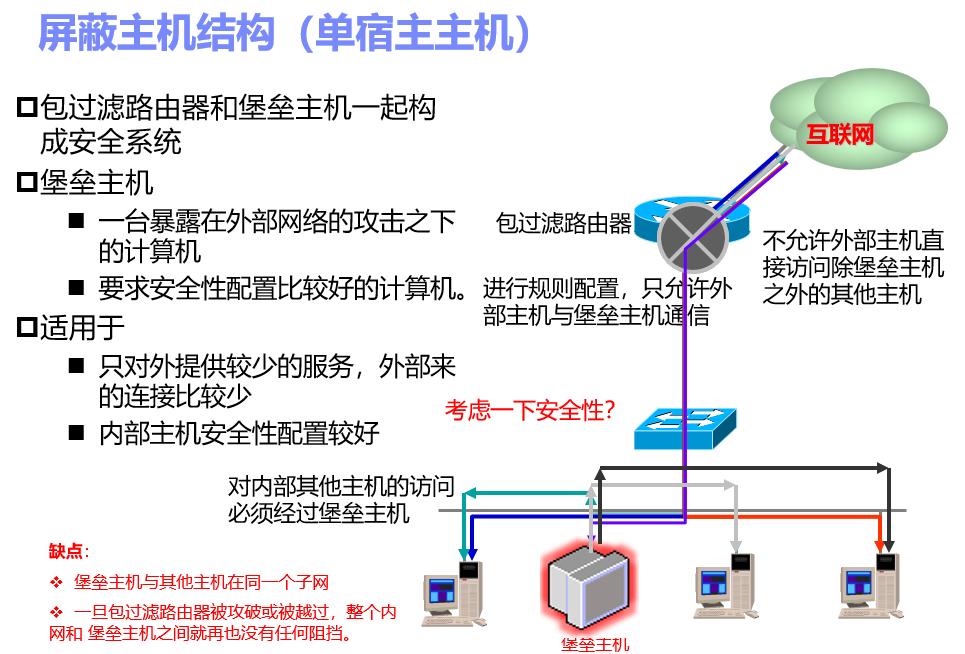 屏蔽主机结构（单宿主主机）
包过滤路由器和堡垒主机一起构
成安全系统
堡垒主机
一台暴露在外部网络的攻击之下
的计算机
要求安全性配置比较好的计算机。
适用于
只对外提供较少的服务，外部来
的连接比较少
内部主机安全性配置较好
互联网
包过滤路由器
不允许外部主机直
接访问除堡垒主机
之外的其他主机
进行规则配置，只允许外
部主机与堡垒主机通信
考虑一下安全性？
对内部其他主机的访问
必须经过堡垒主机
缺点：
堡垒主机与其他主机在同一个子网
一旦包过滤路由器被攻破或被越过，整个内
网和 堡垒主机之间就再也没有任何阻挡。
堡垒主机